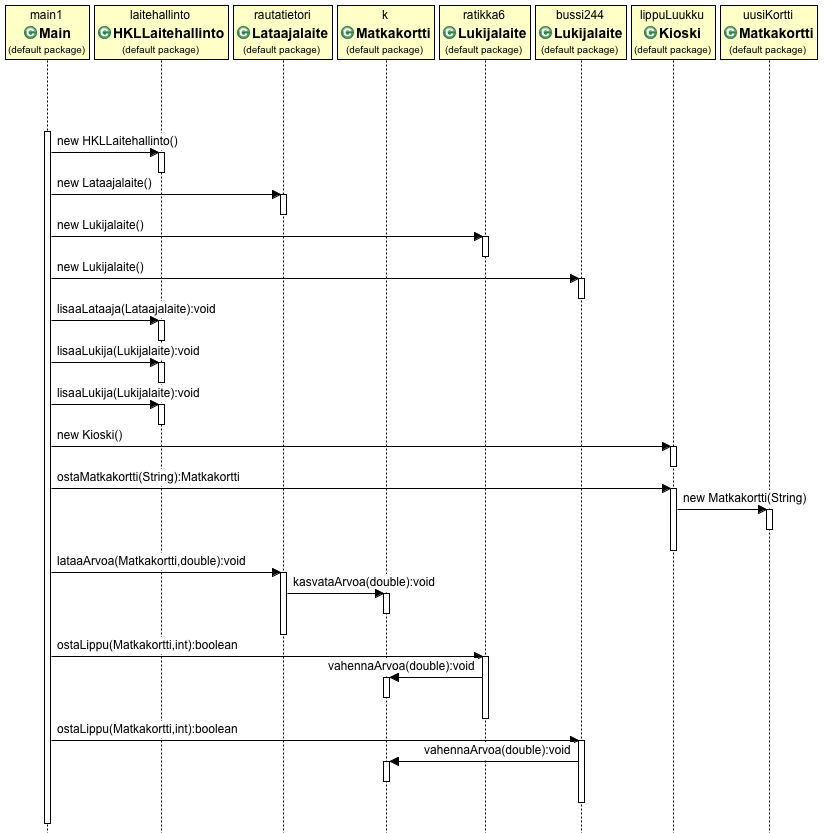 main1 laitehallinto rautatietori k ratikka6 bussi244 lippuLuukku uusiKortti
C Main C HKLLaitehallinto C Lataajalaite C Matkakortti C Lukijalaite C Lukijalaite C Kioski C Matkakortti
(default package) (default package) (default package) (default package) (default package) (default package) (default package) (default package)
new HKLLaitehallinto()
new Lataajalaite()
new Lukijalaite()
new Lukijalaite()
lisaaLataaja(Lataajalaite):void
lisaaLukija(Lukijalaite):void
lisaaLukija(Lukijalaite):void
new Kioski()
ostaMatkakortti(String):Matkakortti
new Matkakortti(String)
lataaArvoa(Matkakortti,double):void
kasvataArvoa(double):void
ostaLippu(Matkakortti,int):boolean
vahennaArvoa(double):void
ostaLippu(Matkakortti,int):boolean
vahennaArvoa(double):void